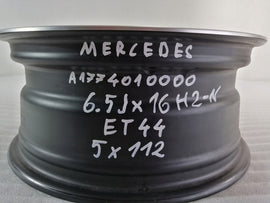 MERCEDES
A1774010000
6.5Jx16 H2-N
ET44
5x112